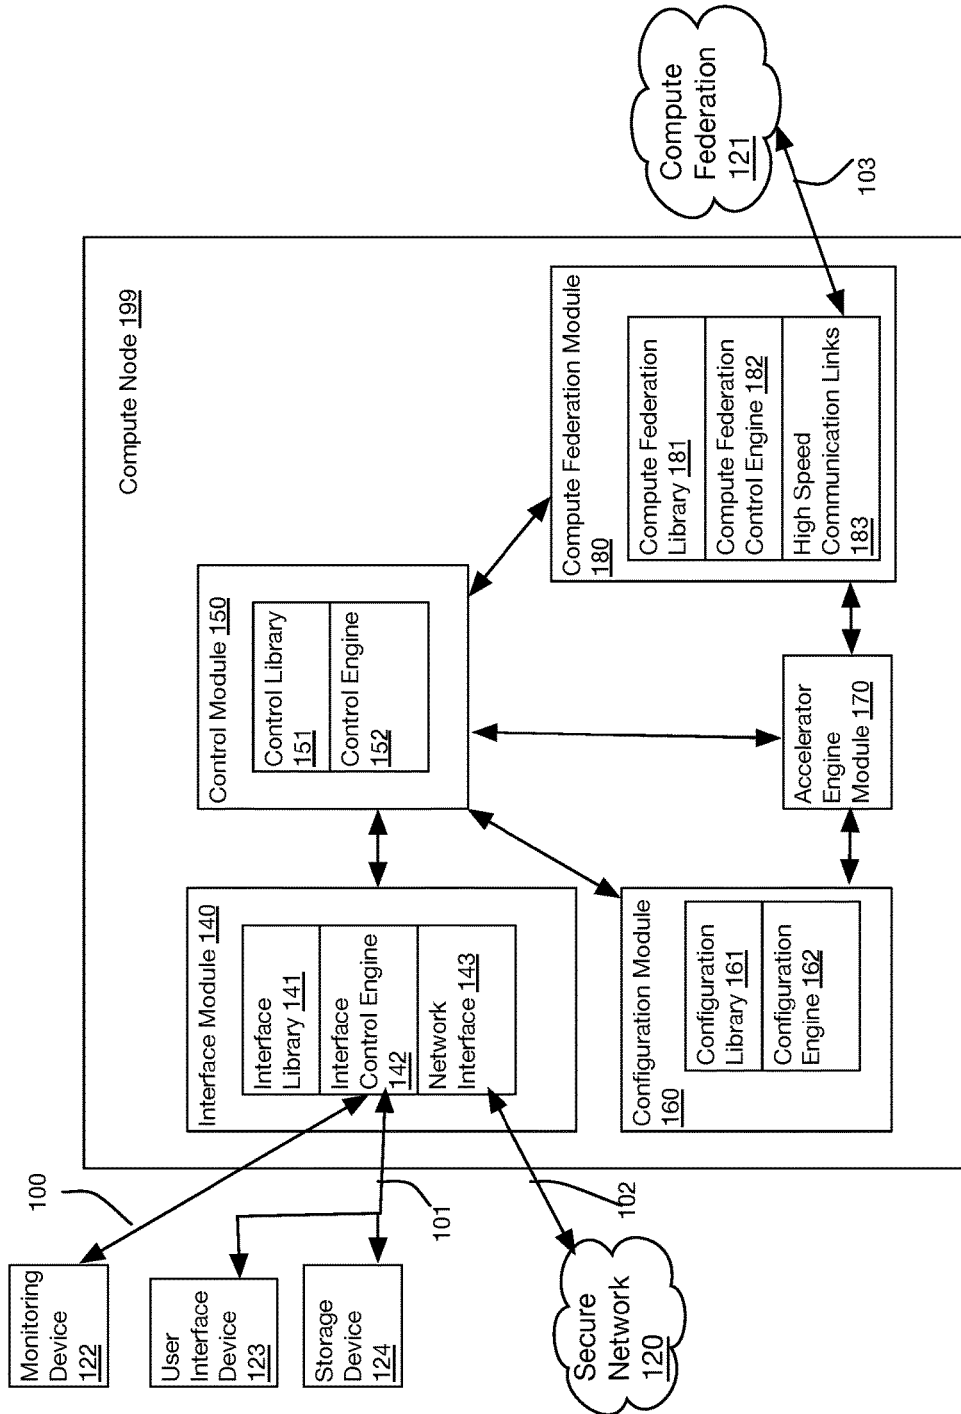 Monitoring
Device
122
User
Interface
Device 123
Storage
Device
124
Secure
Network
120
100
101
102
Compute Node 199
Interface Module 140
Interface
Library 141
Interface
Control Engine
142
Network
Interface 143
Control Module 150
Control Library
151
Control Engine
152
Configuration Module
160
Configuration
Library 161
Configuration
Engine 162
Accelerator
Engine
Module 170
Compute Federation Module
180
Compute Federation
Library 181
Compute Federation
Control Engine 182
High Speed
Communication Links
183
Compute
Federation
121
103